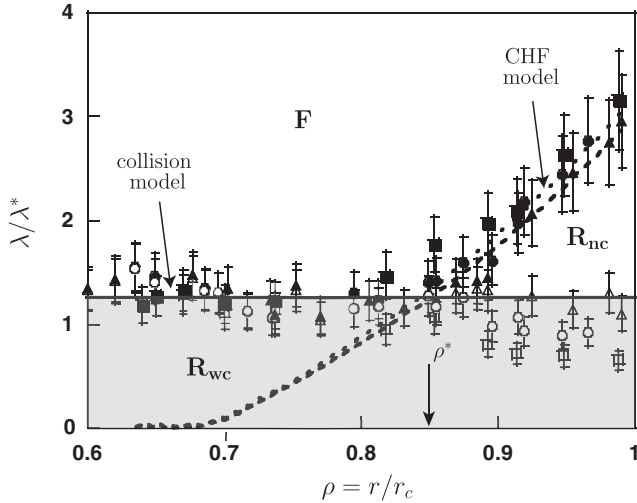 4
3
2
1
0
λ/λ*
F
CHF
model
collision
model
R_nc
R_wc
ρ*
0.6
0.7
0.8
0.9
1
ρ = r/r_c